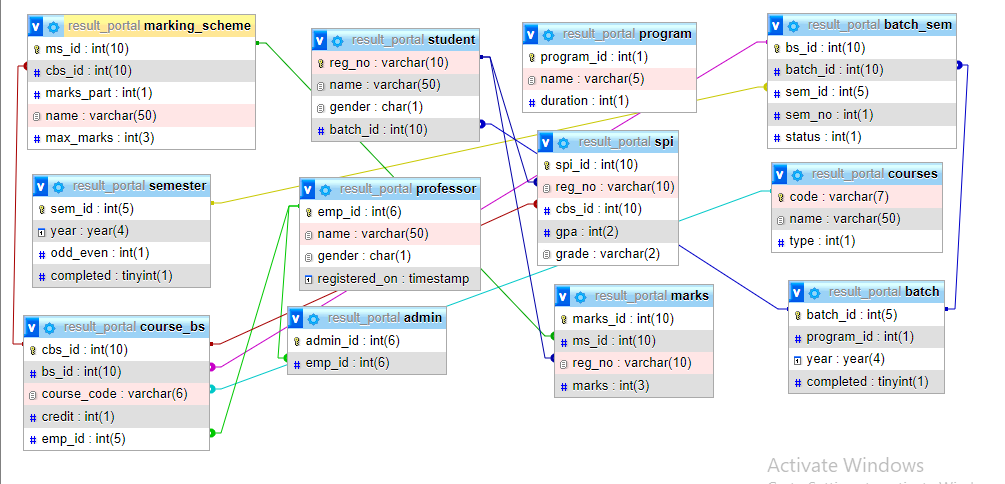 result_portal marking_scheme
ms_id : int(10)
cbs_id : int(10)
marks_part : int(1)
name : varchar(50)
max_marks : int(3)
result_portal student
reg_no : varchar(10)
name : varchar(50)
gender : char(1)
batch_id : int(10)
result_portal program
program_id : int(1)
name : varchar(5)
duration : int(1)
result_portal batch_sem
bs_id : int(10)
batch_id : int(10)
sem_id : int(5)
sem_no : int(1)
status : int(1)
result_portal semester
sem_id : int(5)
year : year(4)
odd_even : int(1)
completed : tinyint(1)
result_portal professor
emp_id : int(6)
name : varchar(50)
gender : char(1)
registered_on : timestamp
result_portal spi
spi_id : int(10)
reg_no : varchar(10)
cbs_id : int(10)
gpa : int(2)
grade : varchar(2)
result_portal courses
code : varchar(7)
name : varchar(50)
type : int(1)
result_portal course_bs
cbs_id : int(10)
bs_id : int(10)
course_code : varchar(6)
credit : int(1)
emp_id : int(5)
result_portal admin
admin_id : int(6)
emp_id : int(6)
result_portal marks
marks_id : int(10)
ms_id : int(10)
reg_no : varchar(10)
marks : int(3)
result_portal batch
batch_id : int(5)
program_id : int(1)
year : year(4)
completed : tinyint(1)
Activate Windows